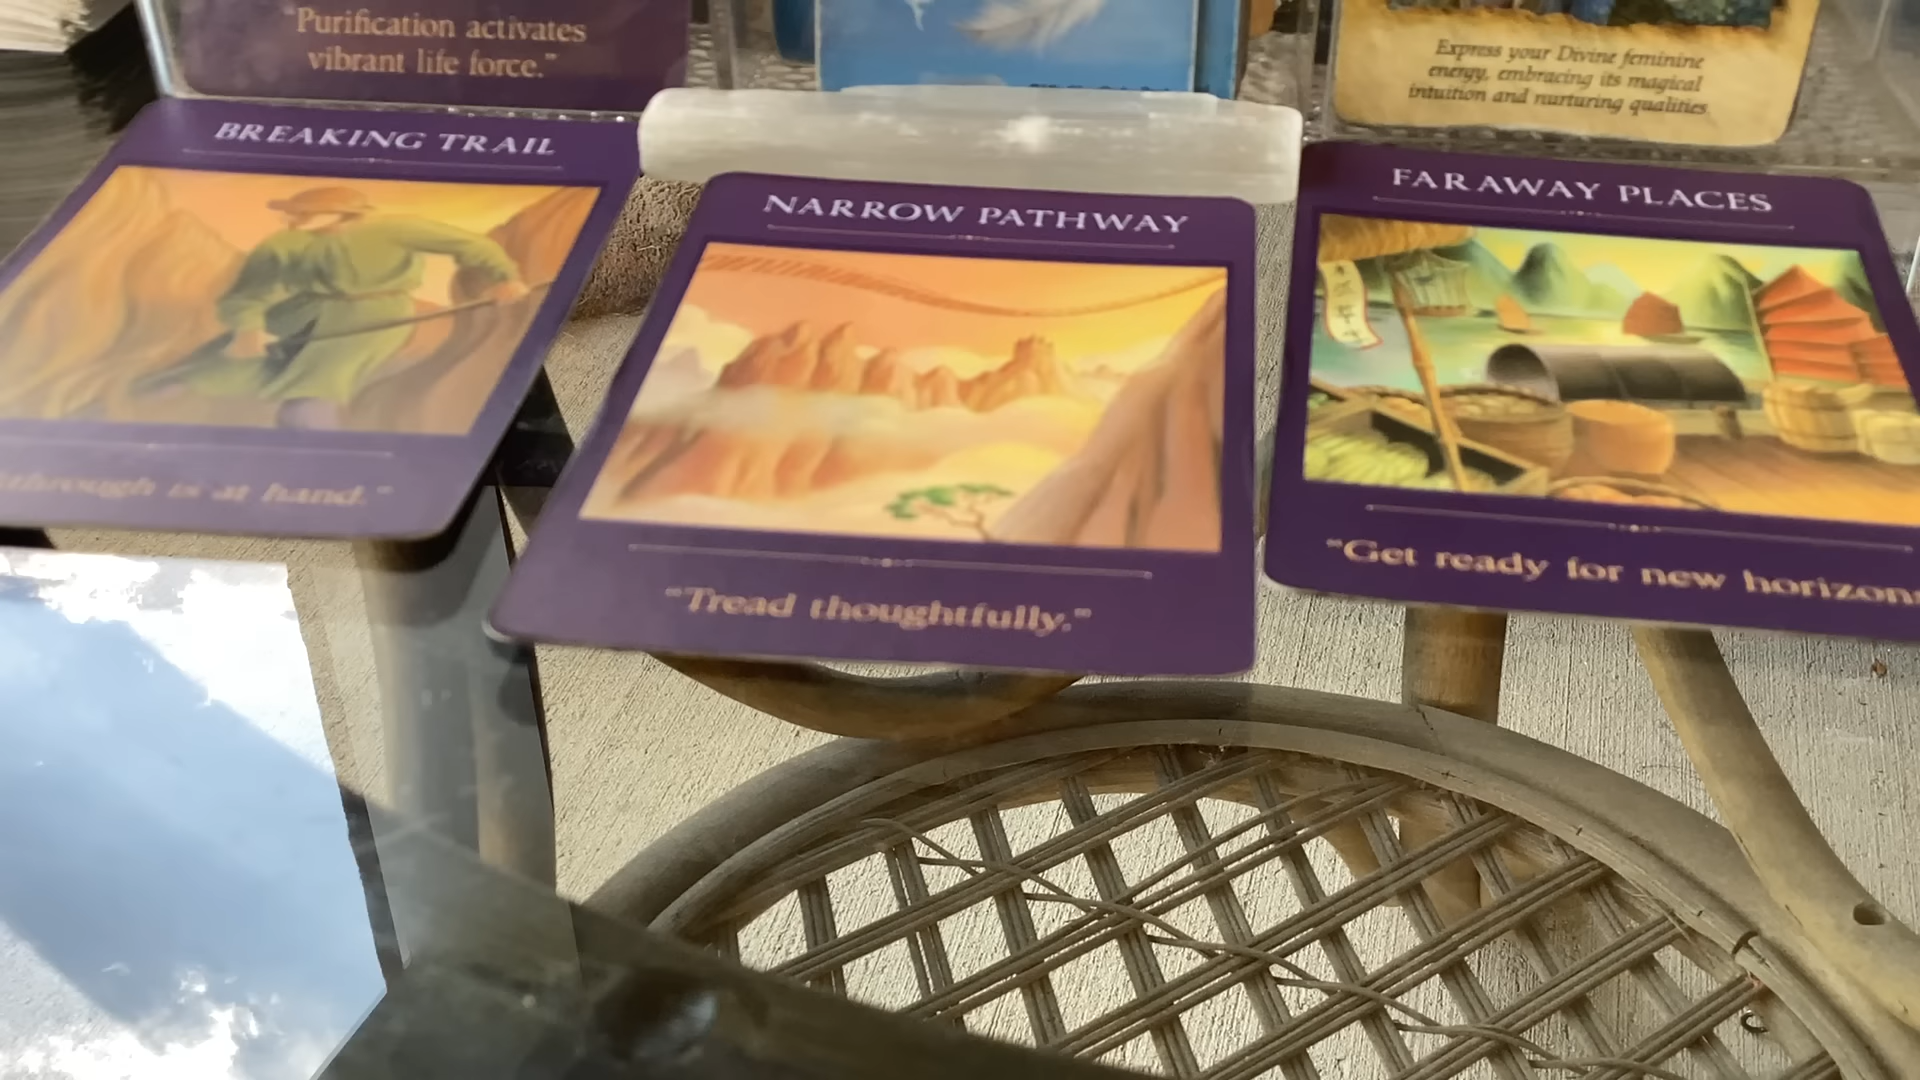 "Purification activates
vibrant life force."
Express your Divine feminine
energy, embracing its magical
intuition and nurturing qualities
BREAKING TRAIL
is at hand."
NARROW PATHWAY
"Tread thoughtfully."
FARAWAY PLACES
"Get ready for new horizons